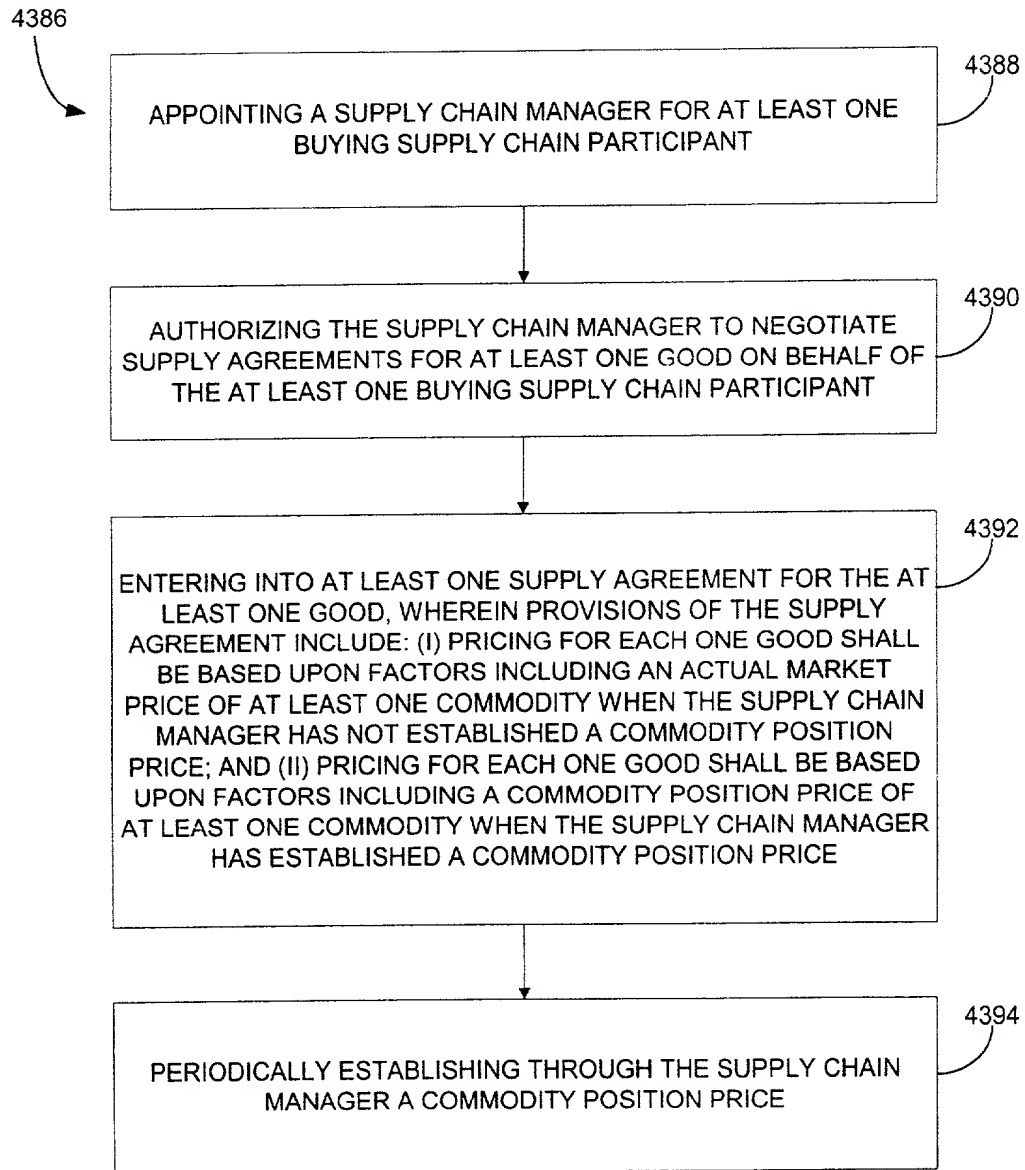 4386
4388
APPOINTING A SUPPLY CHAIN MANAGER FOR AT LEAST ONE
BUYING SUPPLY CHAIN PARTICIPANT
4390
AUTHORIZING THE SUPPLY CHAIN MANAGER TO NEGOTIATE
SUPPLY AGREEMENTS FOR AT LEAST ONE GOOD ON BEHALF OF
THE AT LEAST ONE BUYING SUPPLY CHAIN PARTICIPANT
4392
ENTERING INTO AT LEAST ONE SUPPLY AGREEMENT FOR THE AT
LEAST ONE GOOD, WHEREIN PROVISIONS OF THE SUPPLY
AGREEMENT INCLUDE: (I) PRICING FOR EACH ONE GOOD SHALL
BE BASED UPON FACTORS INCLUDING AN ACTUAL MARKET
PRICE OF AT LEAST ONE COMMODITY WHEN THE SUPPLY CHAIN
MANAGER HAS NOT ESTABLISHED A COMMODITY POSITION
PRICE; AND (II) PRICING FOR EACH ONE GOOD SHALL BE BASED
UPON FACTORS INCLUDING A COMMODITY POSITION PRICE OF
AT LEAST ONE COMMODITY WHEN THE SUPPLY CHAIN MANAGER
HAS ESTABLISHED A COMMODITY POSITION PRICE
4394
PERIODICALLY ESTABLISHING THROUGH THE SUPPLY CHAIN
MANAGER A COMMODITY POSITION PRICE